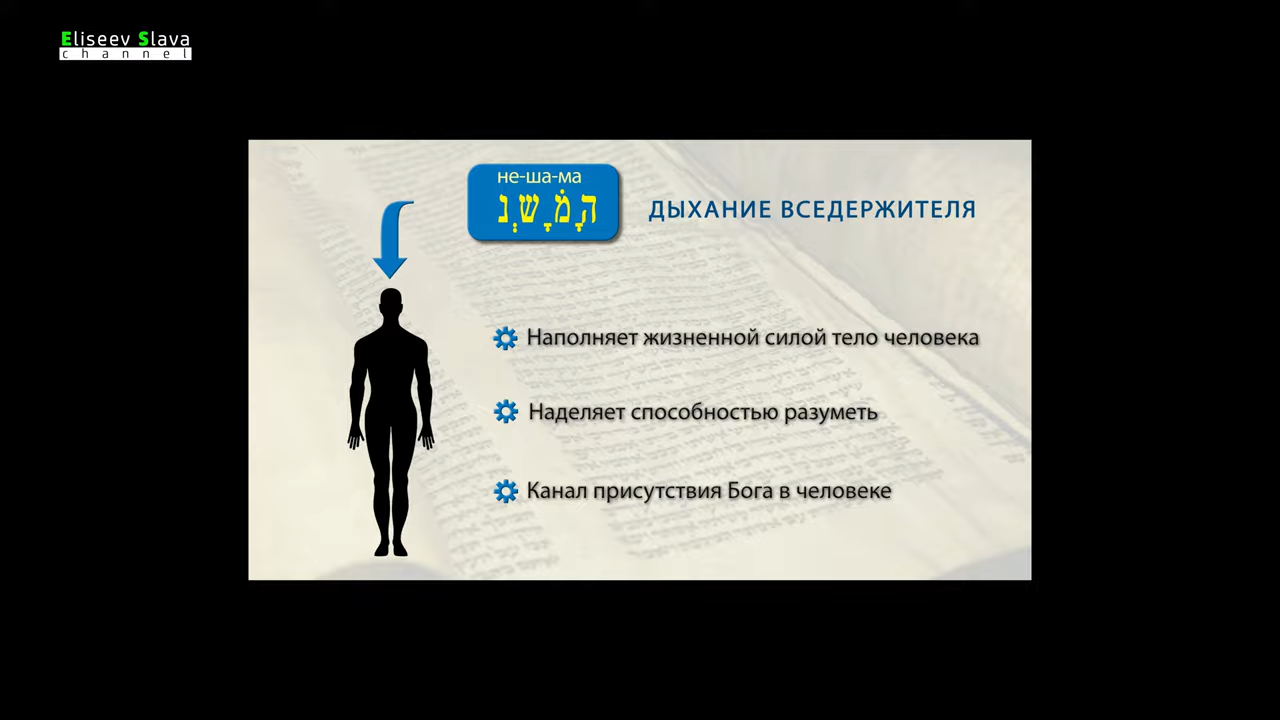 Eliseev Slava
channel
не-ша-ма
הָמָׁשְנ
ДЫХАНИЕ ВСЕДЕРЖИТЕЛЯ
Наполняет жизненной силой тело человека
Наделяет способностью разуметь
Канал присутствия Бога в человеке